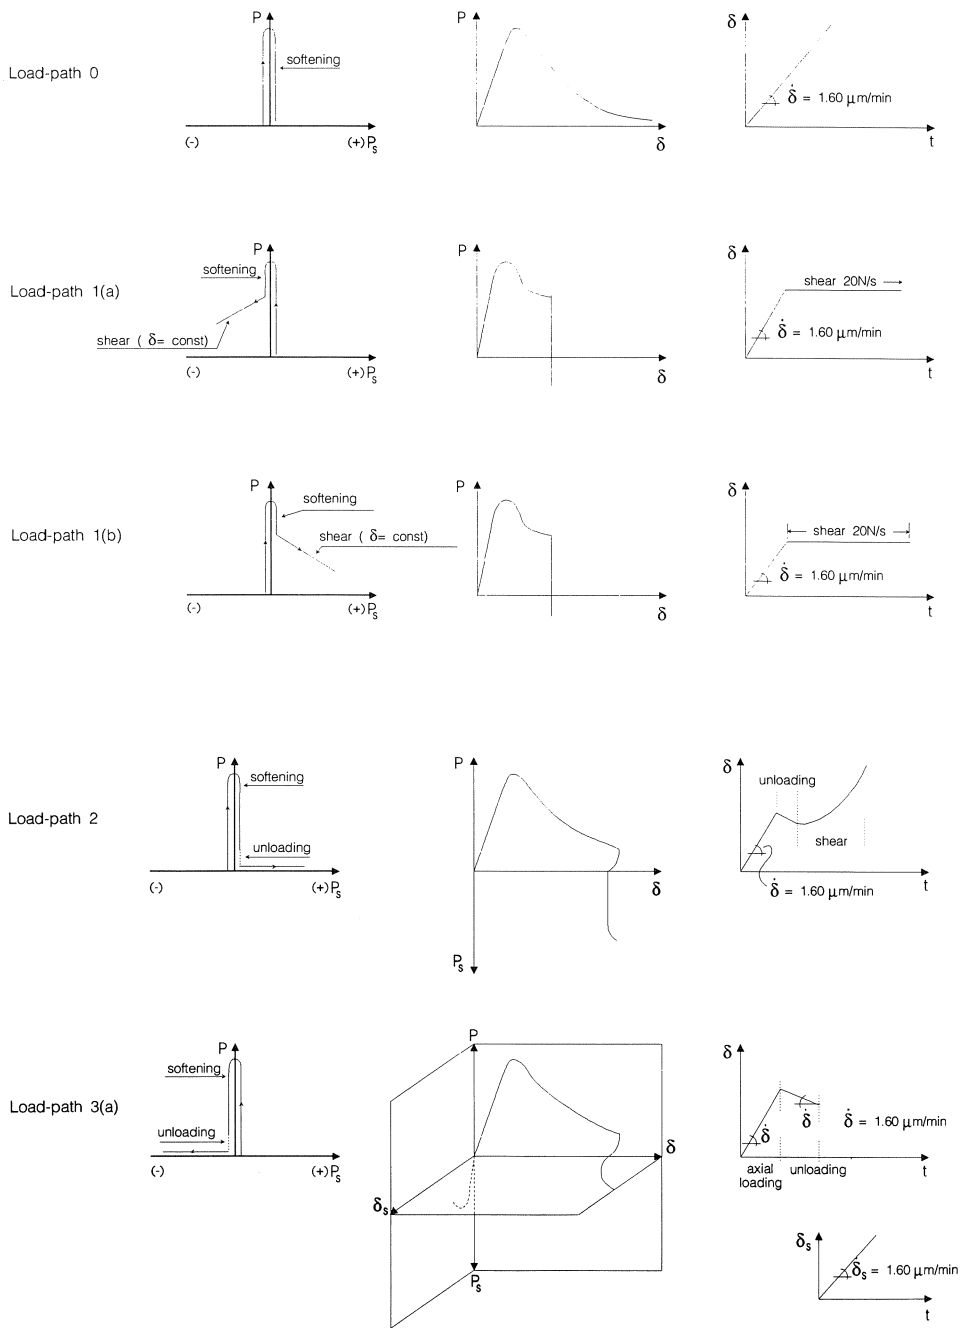 Load-path 0
P
softening
(-)
(+)Pₛ
P
δ
δ
δ̇ = 1.60 μm/min
t
Load-path 1(a)
P
softening
shear ( δ= const)
(-)
(+)Pₛ
P
δ
δ
shear 20N/s
δ̇ = 1.60 μm/min
t
Load-path 1(b)
P
softening
shear ( δ= const)
(-)
(+)Pₛ
P
δ
δ
shear 20N/s
δ̇ = 1.60 μm/min
t
Load-path 2
P
softening
unloading
(-)
(+)Pₛ
P
δ
Pₛ
δ
unloading
shear
t
δ̇ = 1.60 μm/min
Load-path 3(a)
P
softening
unloading
(-)
(+)Pₛ
P
δ
δₛ
Pₛ
δ
δ̇
δ̇
δ̇ = 1.60 μm/min
axial
loading
unloading
t
δₛ
δ̇ₛ = 1.60 μm/min
t